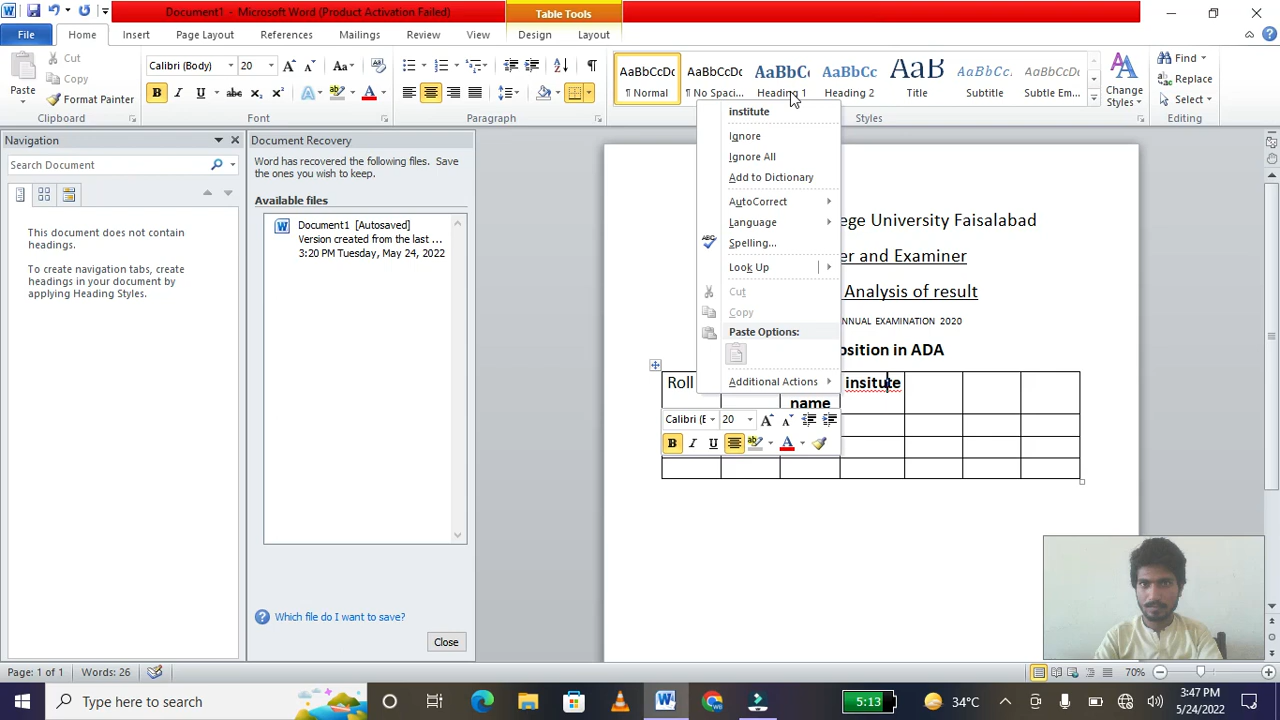 Document1 - Microsoft Word (Product Activation Failed)
Table Tools
File
Home
Insert
Page Layout
References
Mailings
Review
View
Design
Layout
Paste
Cut
Copy
Format Painter
Clipboard
Calibri (Body)
20
Font
Paragraph
AaBbCcDc
¶ Normal
AaBbCcDc
¶ No Spaci...
AaBbCc
Heading 1
AaBbCc
Heading 2
AaB
Title
AaBbCcL
Subtitle
AaBbCcDc
Subtle Em...
Change
Styles
Styles
Find
Replace
Select
Editing
Navigation
Search Document
This document does not contain
headings.
To create navigation tabs, create
headings in your document by
applying Heading Styles.
Document Recovery
Word has recovered the following files. Save
the ones you wish to keep.
Available files
Document1 [Autosaved]
Version created from the last ...
3:20 PM Tuesday, May 24, 2022
Which file do I want to save?
Close
institute
Ignore
Ignore All
Add to Dictionary
AutoCorrect
Language
Spelling...
Look Up
Cut
Copy
Paste Options:
Additional Actions
Calibri (E
20
B I U
ege University Faisalabad
er and Examiner
Analysis of result
NNUAL EXAMINATION 2020
osition in ADA
Roll
name
insitute
Page: 1 of 1
Words: 26
70%
Type here to search
5:13
34°C
3:47 PM
5/24/2022